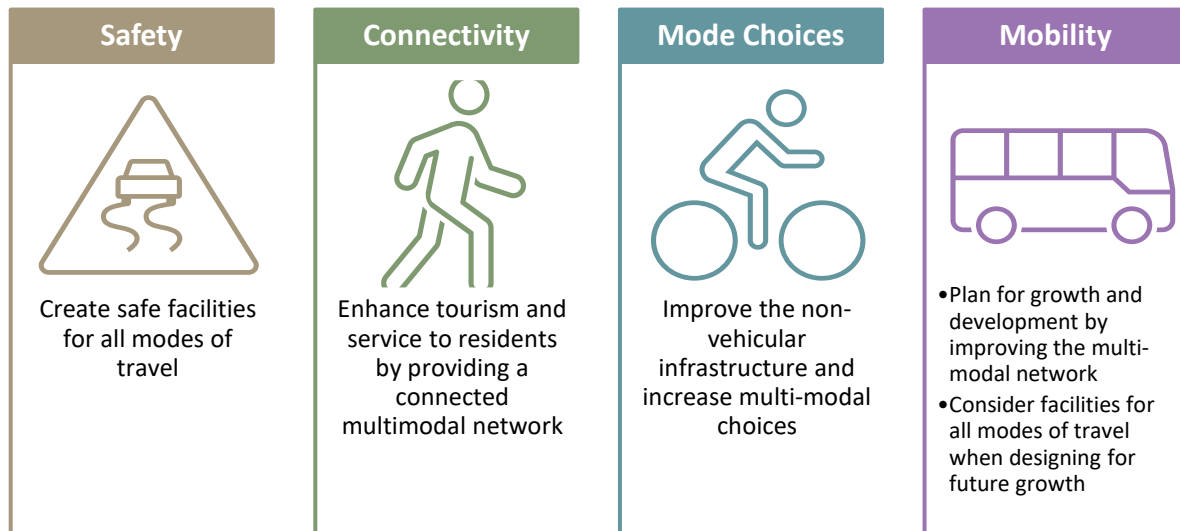 Safety
Create safe facilities
for all modes of
travel
Connectivity
Enhance tourism and
service to residents
by providing a
connected
multimodal network
Mode Choices
Improve the non-
vehicular
infrastructure and
increase multi-modal
choices
Mobility
•Plan for growth and
development by
improving the multi-
modal network
•Consider facilities for
all modes of travel
when designing for
future growth